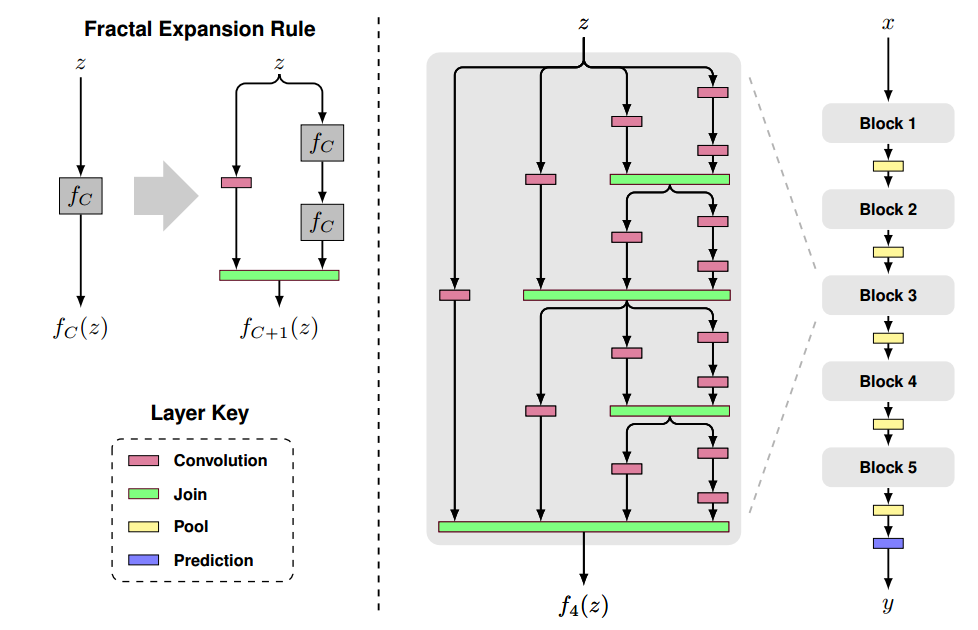 Fractal Expansion Rule
z
f_C
f_C(z)
z
f_C
f_C
f_{C+1}(z)
Layer Key
Convolution
Join
Pool
Prediction
z
f_4(z)
x
Block 1
Block 2
Block 3
Block 4
Block 5
y